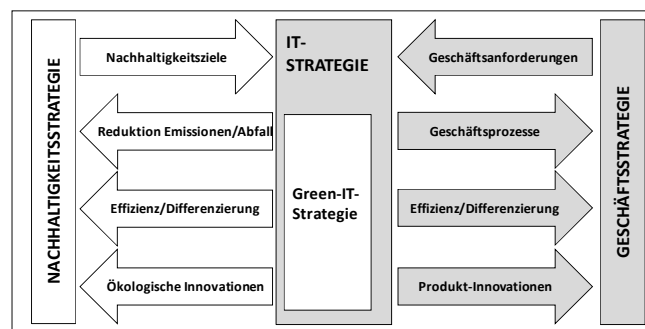 NACHHALTIGKEITSSTRATEGIE
Nachhaltigkeitsziele
Reduktion Emissionen/Abfall
Effizienz/Differenzierung
Ökologische Innovationen
IT-
STRATEGIE
Green-IT-
Strategie
Geschäftsanforderungen
Geschäftsprozesse
Effizienz/Differenzierung
Produkt-Innovationen
GESCHÄFTSSTRATEGIE